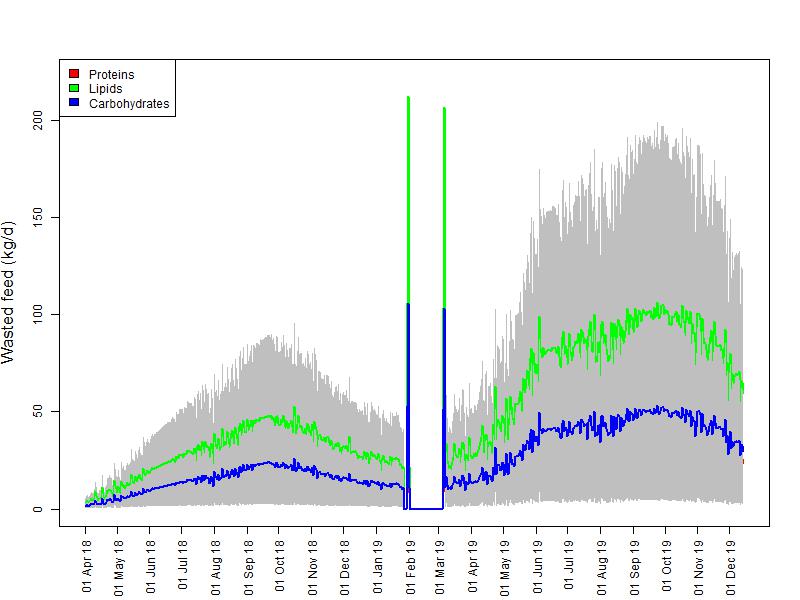 Proteins
Lipids
Carbohydrates
Wasted feed (kg/d)
200
150
100
50
0
01 Apr 18
01 May 18
01 Jun 18
01 Jul 18
01 Aug 18
01 Sep 18
01 Oct 18
01 Nov 18
01 Dec 18
01 Jan 19
01 Feb 19
01 Mar 19
01 Apr 19
01 May 19
01 Jun 19
01 Jul 19
01 Aug 19
01 Sep 19
01 Oct 19
01 Nov 19
01 Dec 19